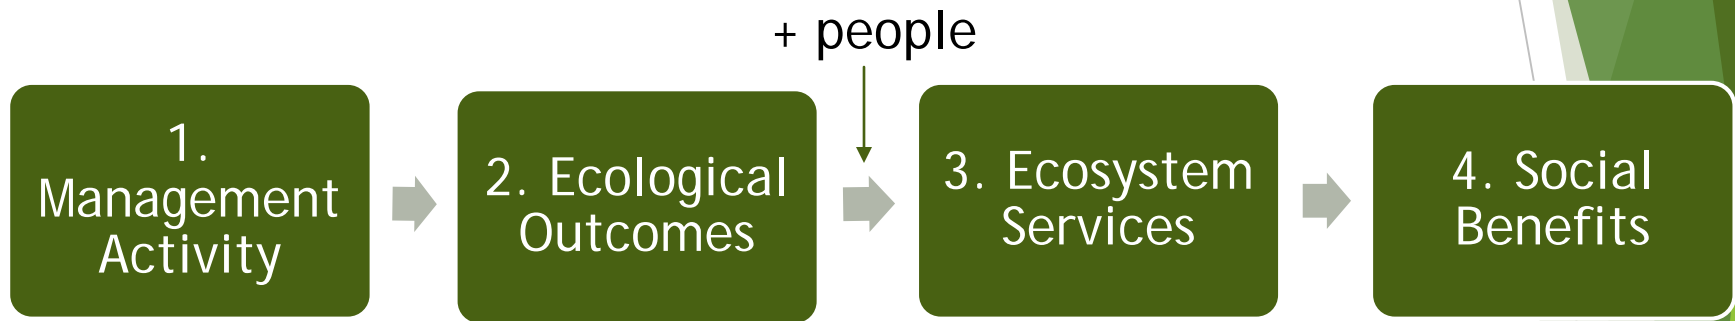 + people
1.
Management
Activity
2. Ecological
Outcomes
3. Ecosystem
Services
4. Social
Benefits